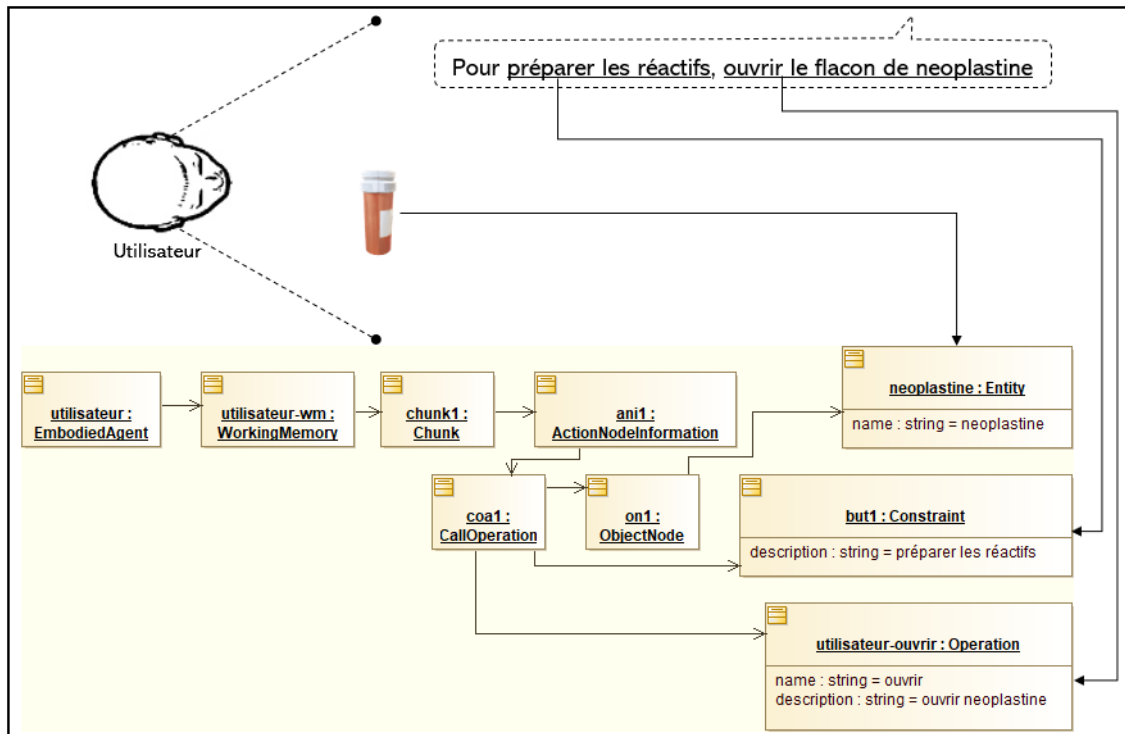 Pour préparer les réactifs, ouvrir le flacon de neoplastine
Utilisateur
utilisateur :
EmbodiedAgent
utilisateur-wm :
WorkingMemory
chunk1 :
Chunk
ani1 :
ActionNodeInformation
neoplastine : Entity
name : string = neoplastine
coa1 :
CallOperation
on1 :
ObjectNode
but1 : Constraint
description : string = préparer les réactifs
utilisateur-ouvrir : Operation
name : string = ouvrir
description : string = ouvrir neoplastine